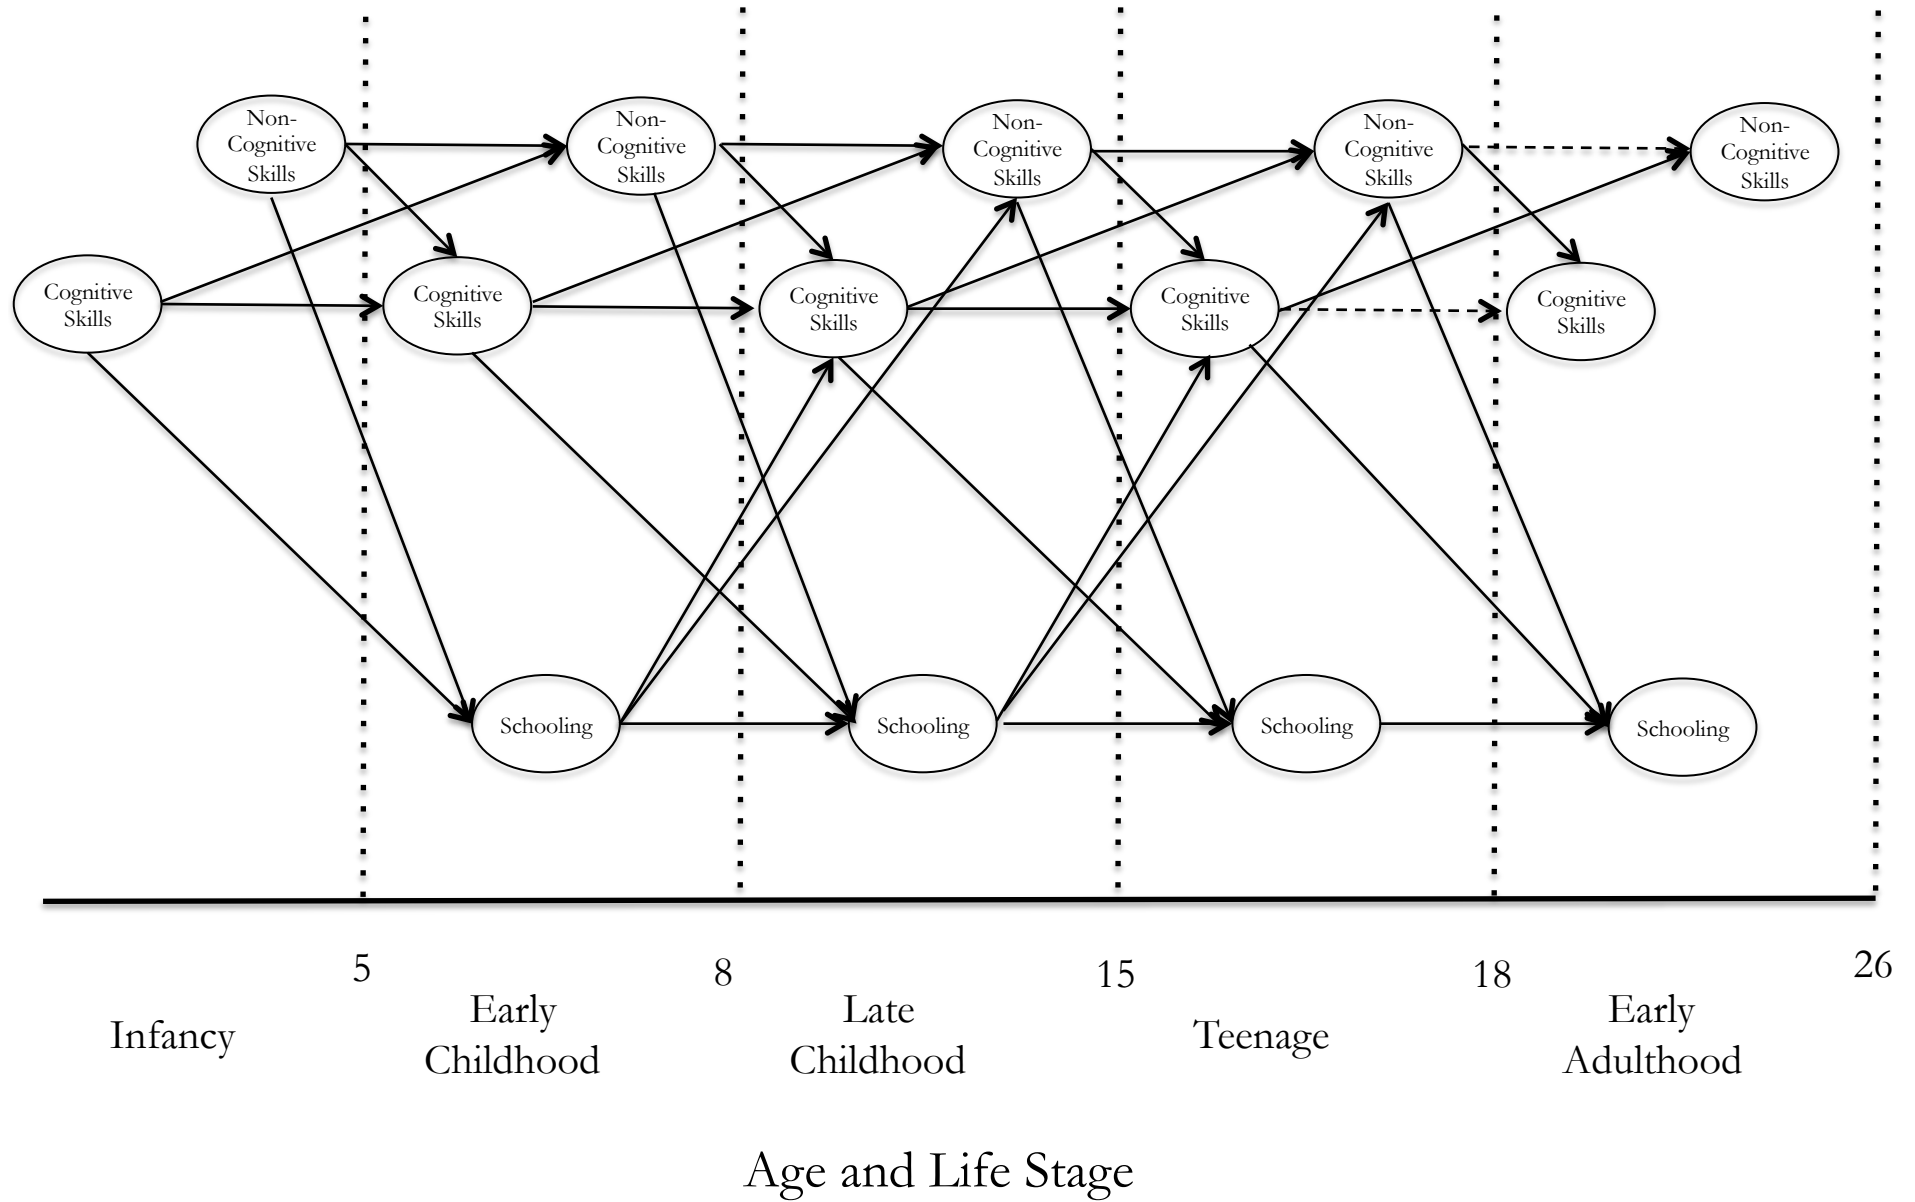 Non-
Cognitive
Skills
Non-
Cognitive
Skills
Non-
Cognitive
Skills
Non-
Cognitive
Skills
Non-
Cognitive
Skills
Cognitive
Skills
Cognitive
Skills
Cognitive
Skills
Cognitive
Skills
Cognitive
Skills
Schooling
Schooling
Schooling
Schooling
5
8
15
18
26
Infancy
Early
Childhood
Late
Childhood
Teenage
Early
Adulthood
Age and Life Stage